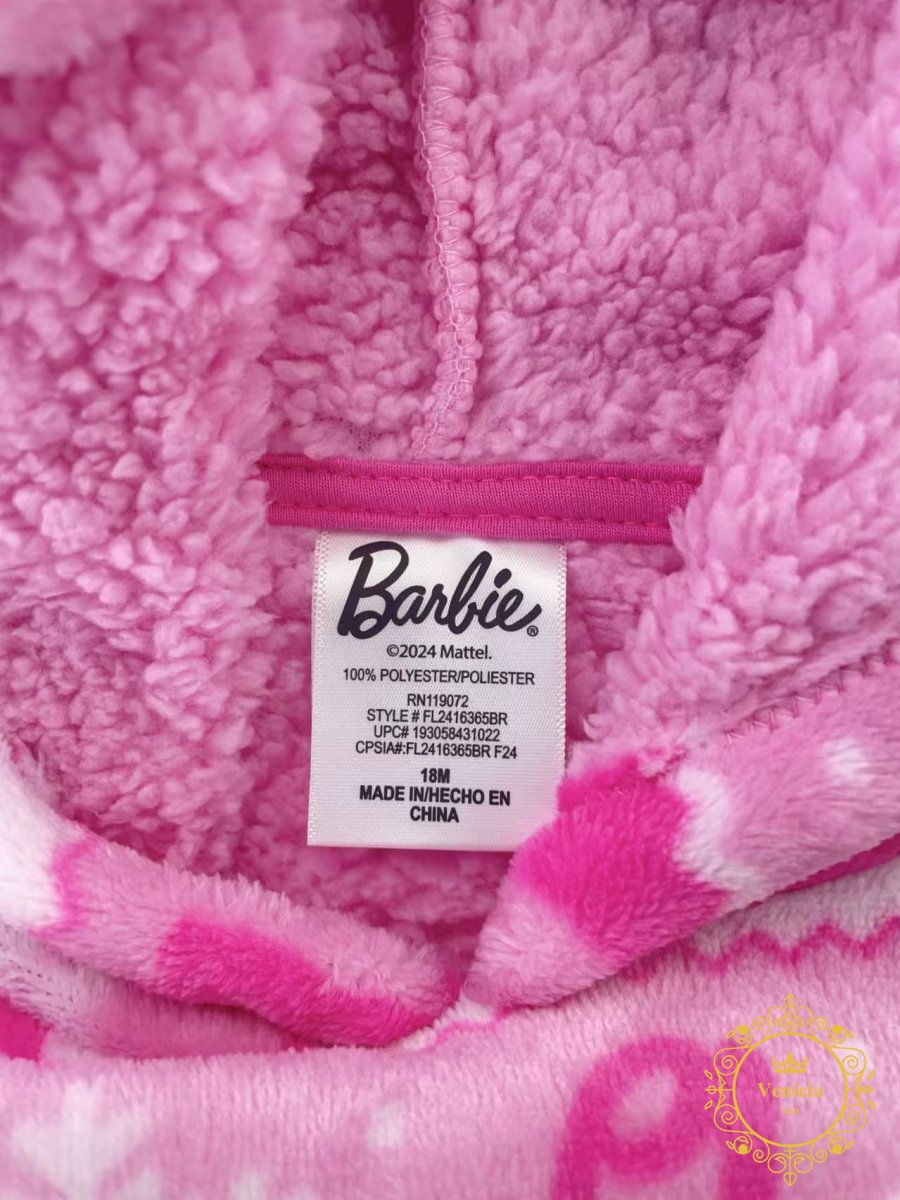 Barbie®
©2024 Mattel.
100% POLYESTER/POLIESTER
RN119072
STYLE # FL2416365BR
UPC# 193058431022
CPSIA#:FL2416365BR F24
18M
MADE IN/HECHO EN
CHINA